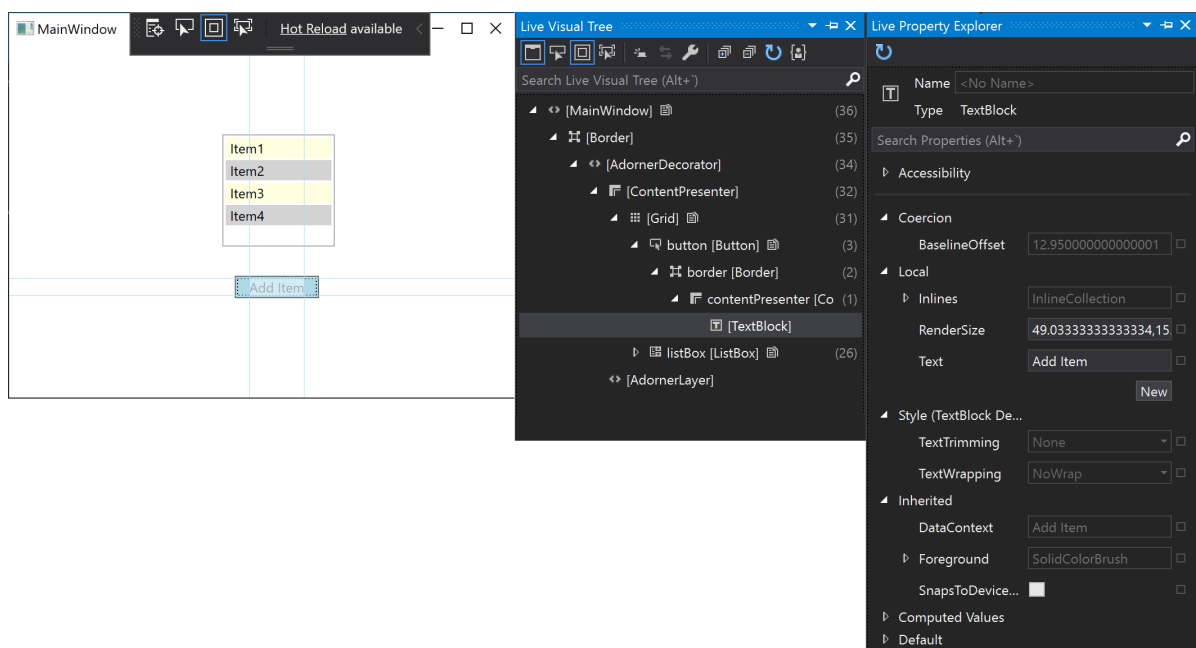 MainWindow
Hot Reload available
Item1
Item2
Item3
Item4
Add Item
Live Visual Tree
Search Live Visual Tree (Alt+`)
[MainWindow] (36)
[Border] (35)
[AdornerDecorator] (34)
[ContentPresenter] (32)
[Grid] (31)
button [Button] (3)
border [Border] (2)
contentPresenter [Co (1)
[TextBlock]
listBox [ListBox] (26)
[AdornerLayer]
Live Property Explorer
Name <No Name>
Type TextBlock
Search Properties (Alt+`)
Accessibility
Coercion
BaselineOffset 12.950000000000001
Local
Inlines InlineCollection
RenderSize 49.03333333333334,15.
Text Add Item
New
Style (TextBlock De...
TextTrimming None
TextWrapping NoWrap
Inherited
DataContext Add Item
Foreground SolidColorBrush
SnapsToDevice...
Computed Values
Default